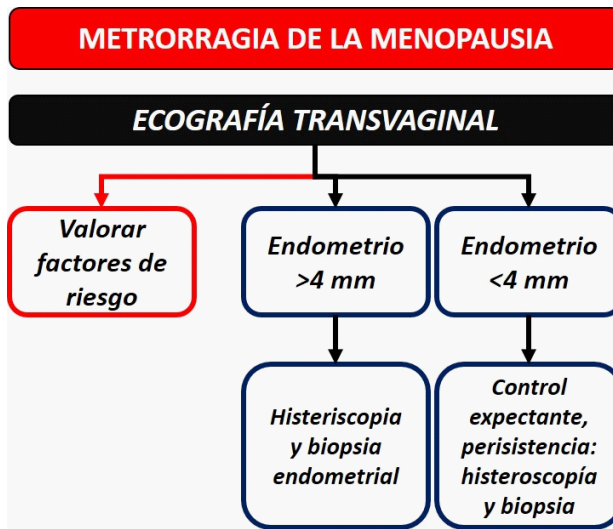 METRORRAGIA DE LA MENOPAUSIA
ECOGRAFÍA TRANSVAGINAL
Valorar
factores de
riesgo
Endometrio
>4 mm
Endometrio
<4 mm
Histeriscopia
y biopsia
endometrial
Control
expectante,
perisistencia:
histeroscopía
y biopsia